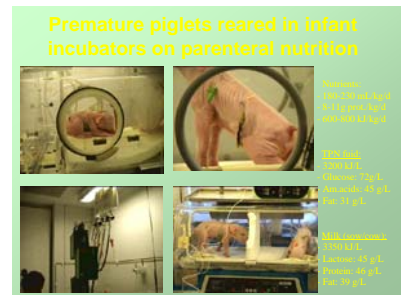 Premature piglets reared in infant
incubators on parenteral nutrition
Nutrients:
- 180-230 mL/kg/d
- 6-11g prot./kg/d
- 600-800 kJ/kg/d
TPN fluid:
- 3200 kJ/L
- Glucose: 72g/L
- Am.acids: 45 g/L
- Fat: 31 g/L
Milk (sow/cow):
- 3350 kJ/L
- Lactose: 45 g/L
- Protein: 46 g/L
- Fat: 39 g/L